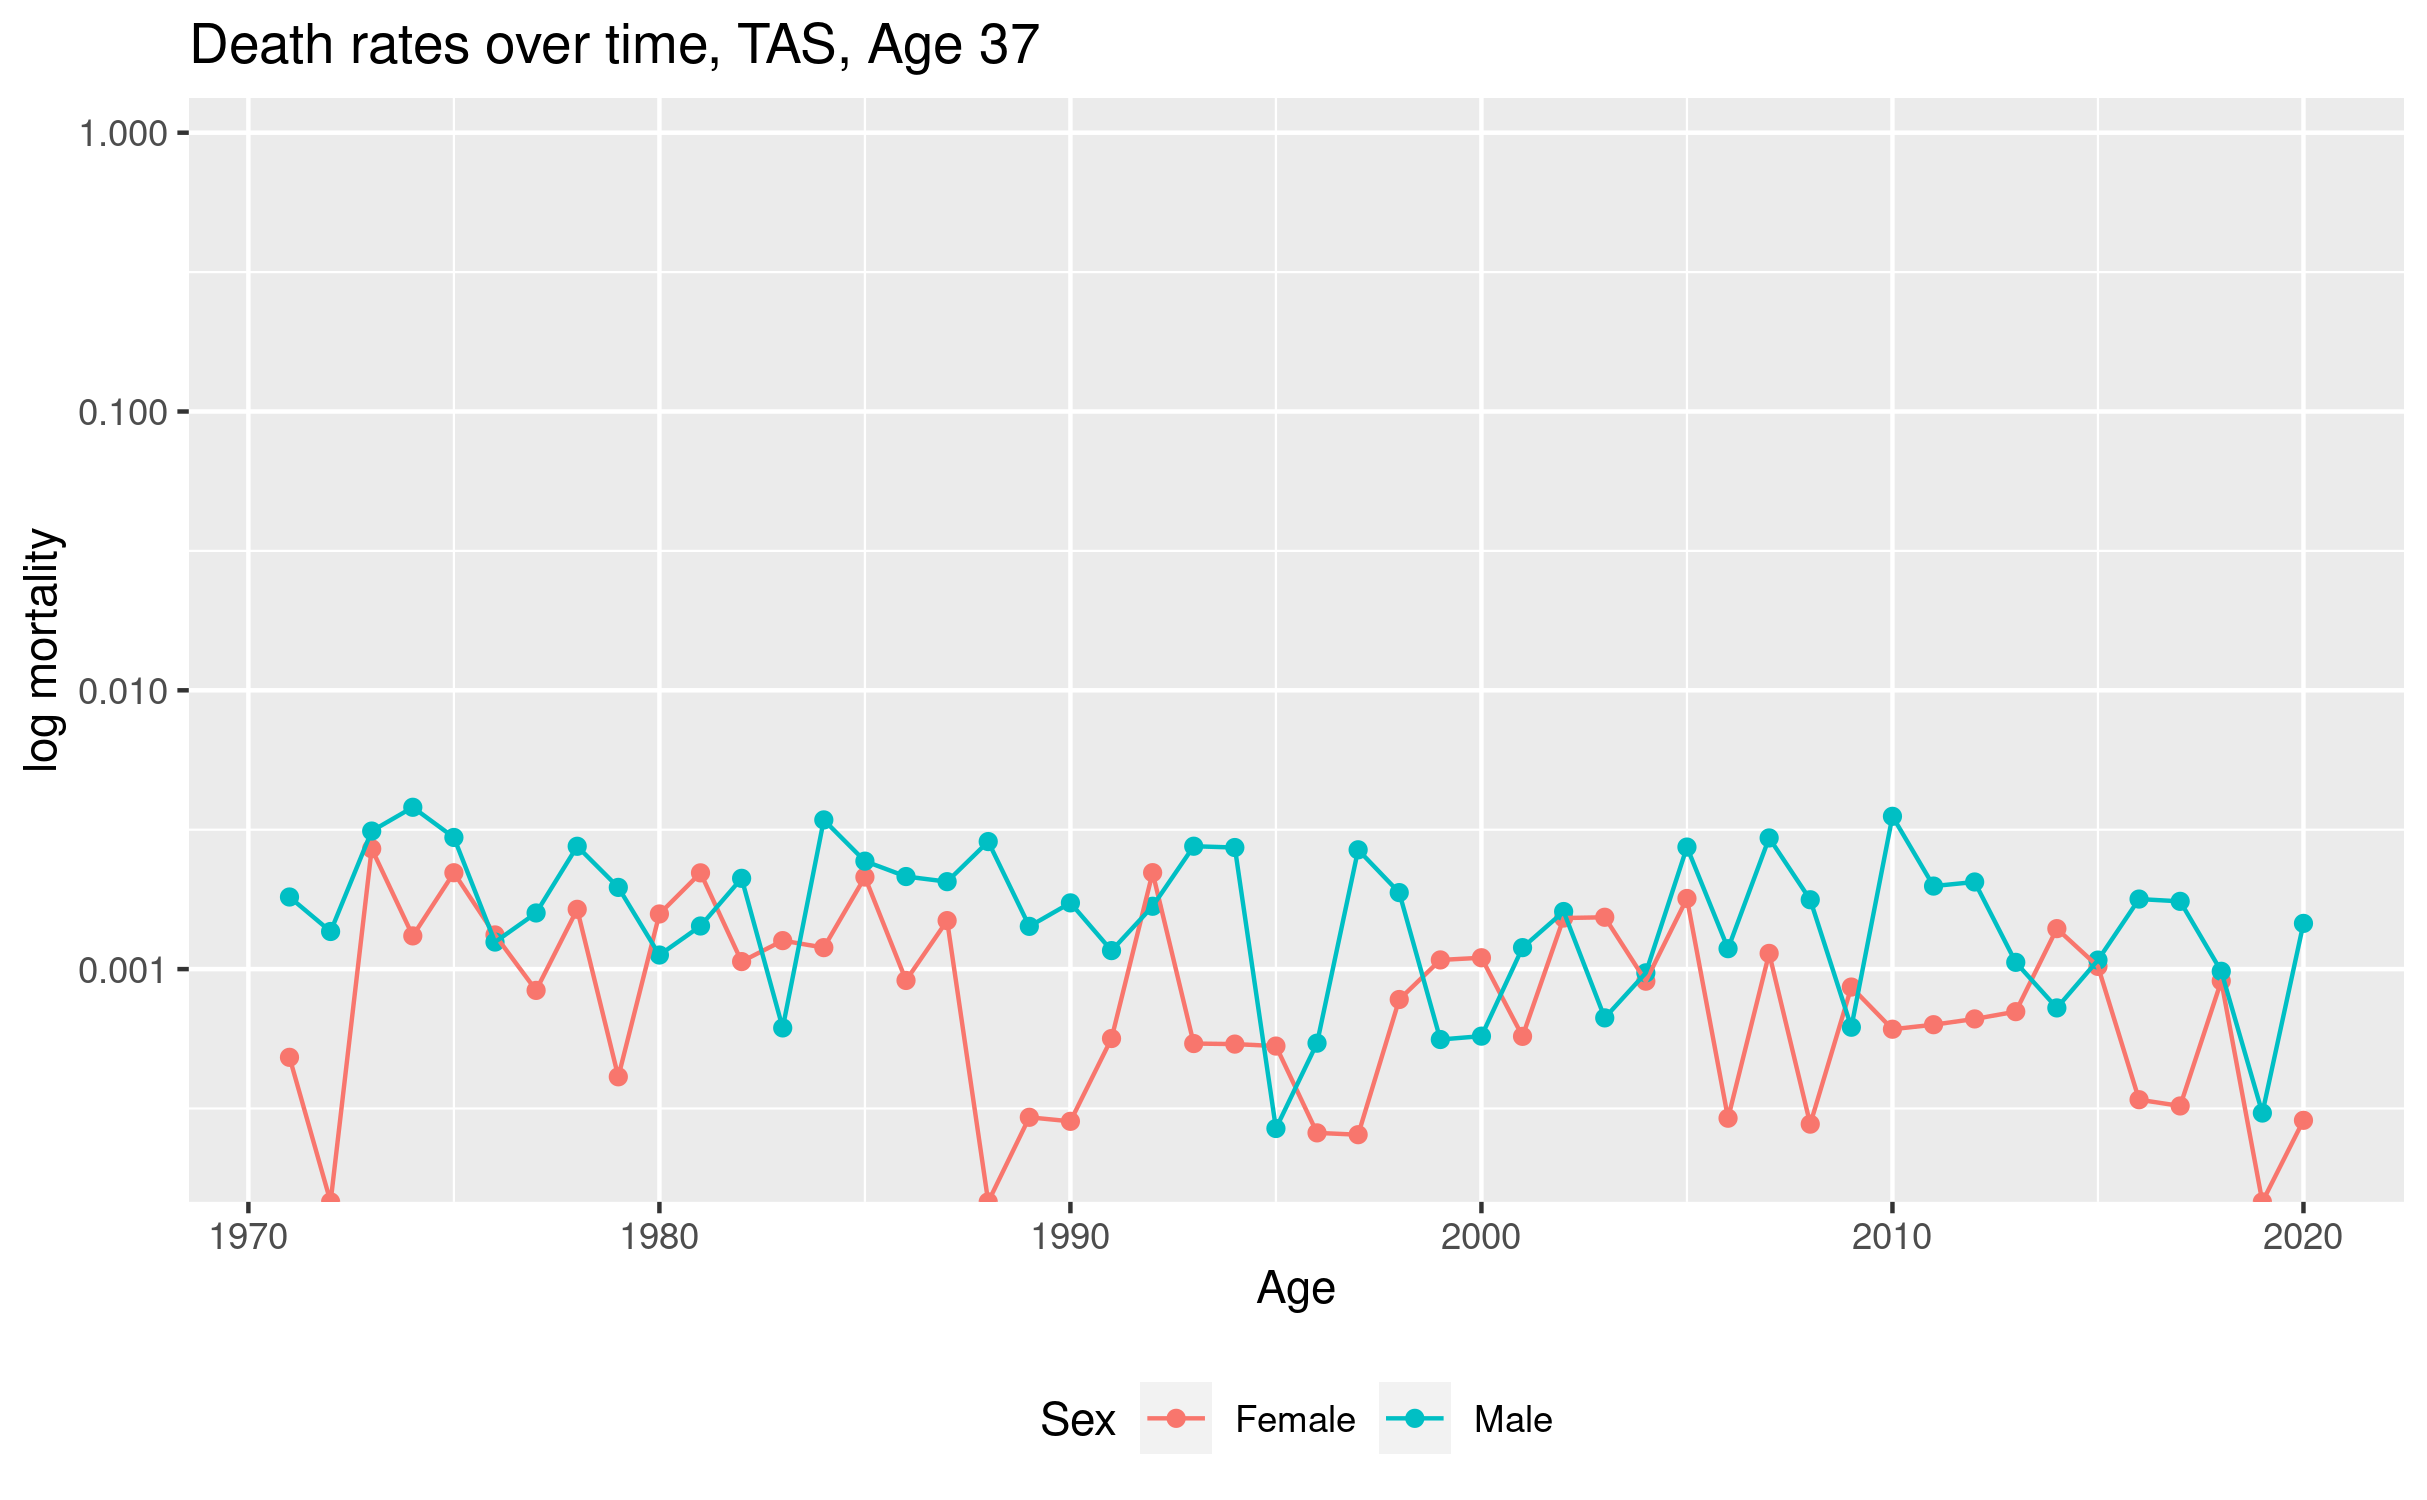 Death rates over time, TAS, Age 37
log mortality
1.000
0.100
0.010
0.001
1970 1980 1990 2000 2010 2020
Age
Sex Female Male